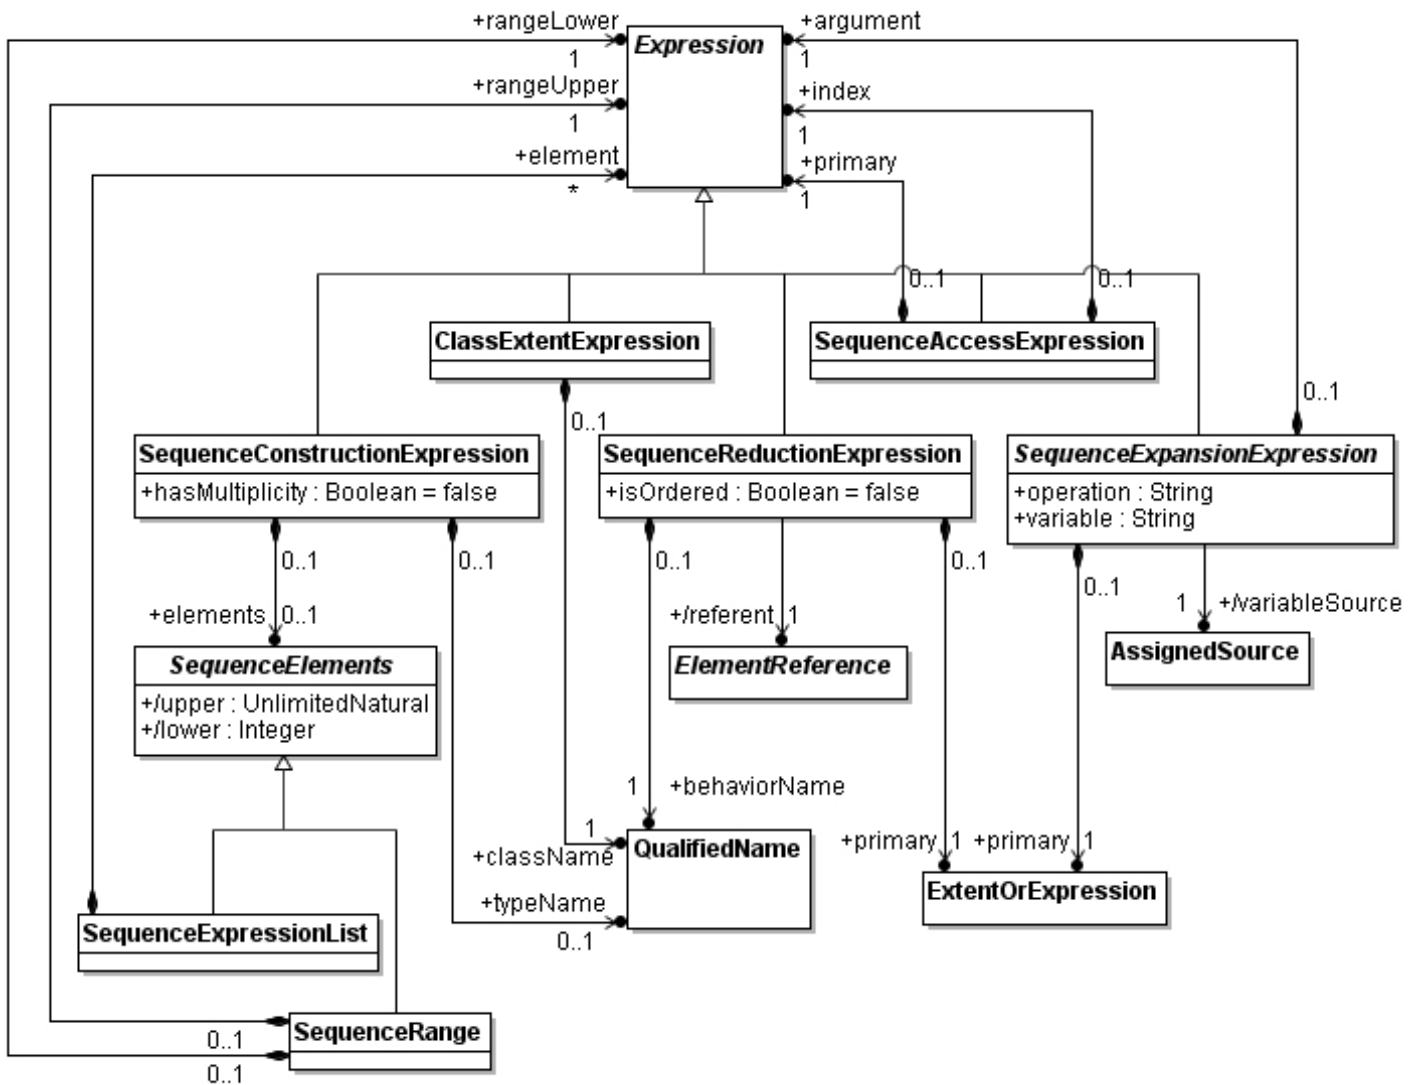 +rangeLower
1
+rangeUpper
1
+element
*
Expression
+argument
1
+index
1
+primary
1
0..1
0..1
ClassExtentExpression
SequenceAccessExpression
0..1
0..1
SequenceConstructionExpression
+hasMultiplicity : Boolean = false
SequenceReductionExpression
+isOrdered : Boolean = false
SequenceExpansionExpression
+operation : String
+variable : String
0..1
0..1
0..1
0..1
0..1
+elements
0..1
+/referent
1
1
+/variableSource
SequenceElements
+/upper : UnlimitedNatural
+/lower : Integer
ElementReference
AssignedSource
1
+behaviorName
1
+className
QualifiedName
+primary
1
+primary
1
ExtentOrExpression
+typeName
0..1
SequenceExpressionList
SequenceRange
0..1
0..1